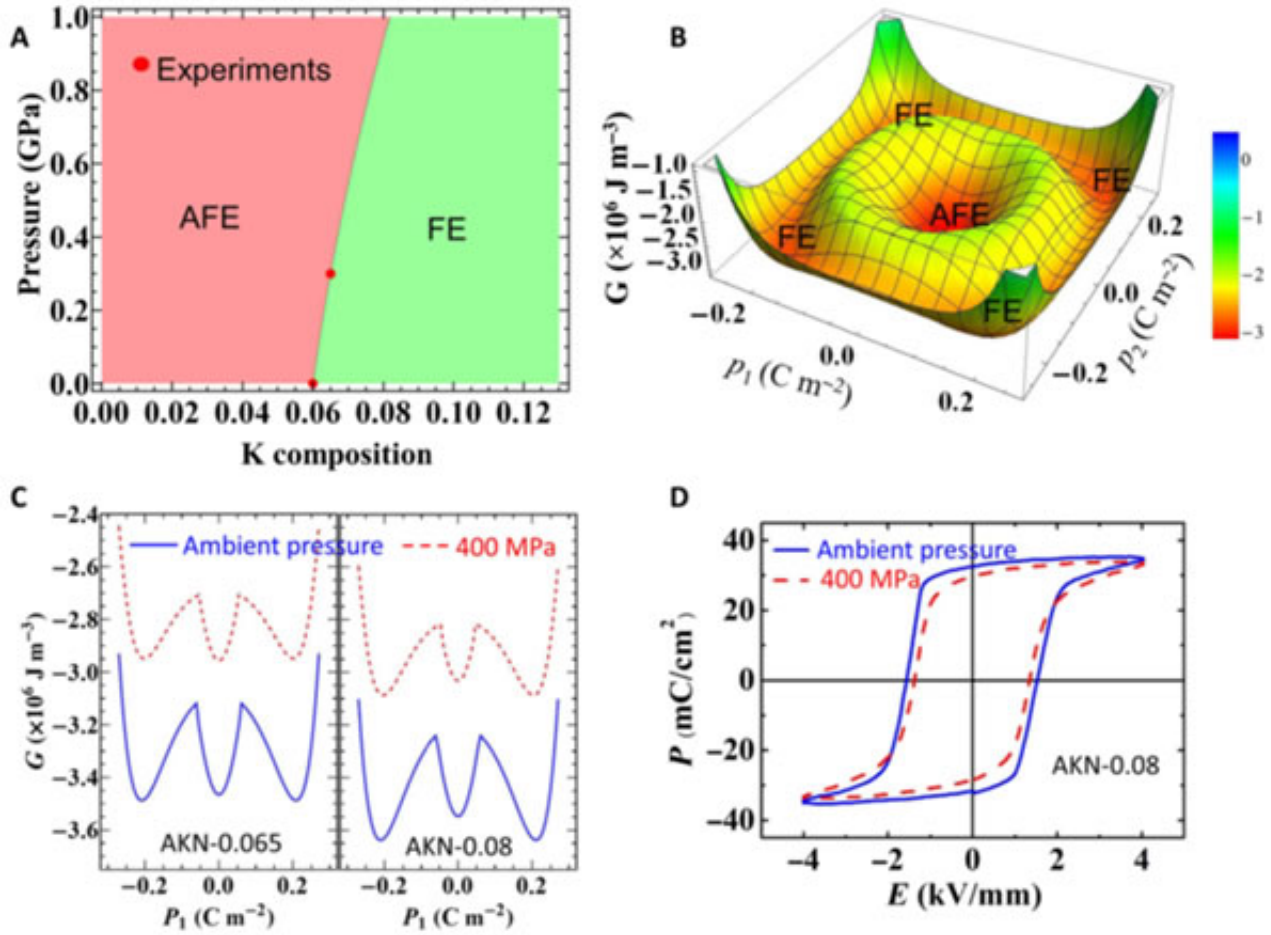 A
1.0
0.8
0.6
0.4
0.2
0.0
Pressure (GPa)
Experiments
AFE
FE
0.00 0.02 0.04 0.06 0.08 0.10 0.12
K composition
B
G (×10⁶ J m⁻³)
−1.0
−1.5
−2.0
−2.5
−3.0
FE
FE
AFE
FE
FE
−0.2
0.0
0.2
p₁ (C m⁻²)
0.2
0.0
−0.2
p₂ (C m⁻²)
0
−1
−2
−3
C
−2.4
−2.6
−2.8
−3.0
−3.2
−3.4
−3.6
G (×10⁶ J m⁻³)
Ambient pressure 400 MPa
AKN-0.065 AKN-0.08
−0.2 0.0 0.2 −0.2 0.0 0.2
P₁ (C m⁻²) P₁ (C m⁻²)
D
40
20
0
−20
−40
P (mC/cm²)
Ambient pressure
400 MPa
AKN-0.08
−4 −2 0 2 4
E (kV/mm)